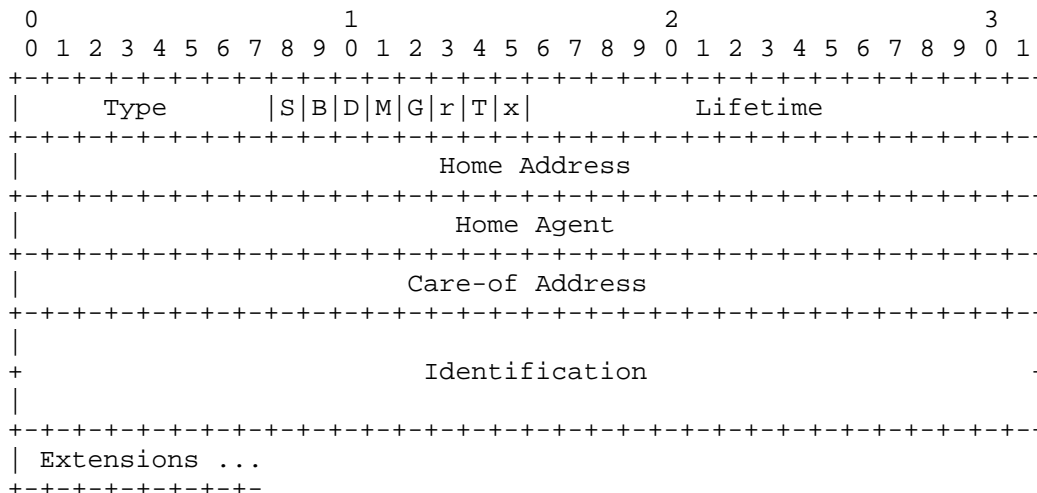 0                   1                   2                   3
 0 1 2 3 4 5 6 7 8 9 0 1 2 3 4 5 6 7 8 9 0 1 2 3 4 5 6 7 8 9 0 1
+-+-+-+-+-+-+-+-+-+-+-+-+-+-+-+-+-+-+-+-+-+-+-+-+-+-+-+-+-+-+-+-
|     Type      |S|B|D|M|G|r|T|x|          Lifetime
+-+-+-+-+-+-+-+-+-+-+-+-+-+-+-+-+-+-+-+-+-+-+-+-+-+-+-+-+-+-+-+-
|                          Home Address
+-+-+-+-+-+-+-+-+-+-+-+-+-+-+-+-+-+-+-+-+-+-+-+-+-+-+-+-+-+-+-+-
|                           Home Agent
+-+-+-+-+-+-+-+-+-+-+-+-+-+-+-+-+-+-+-+-+-+-+-+-+-+-+-+-+-+-+-+-
|                        Care-of Address
+-+-+-+-+-+-+-+-+-+-+-+-+-+-+-+-+-+-+-+-+-+-+-+-+-+-+-+-+-+-+-+-
|
+                         Identification                        -
|
+-+-+-+-+-+-+-+-+-+-+-+-+-+-+-+-+-+-+-+-+-+-+-+-+-+-+-+-+-+-+-+-
| Extensions ...
+-+-+-+-+-+-+-+-